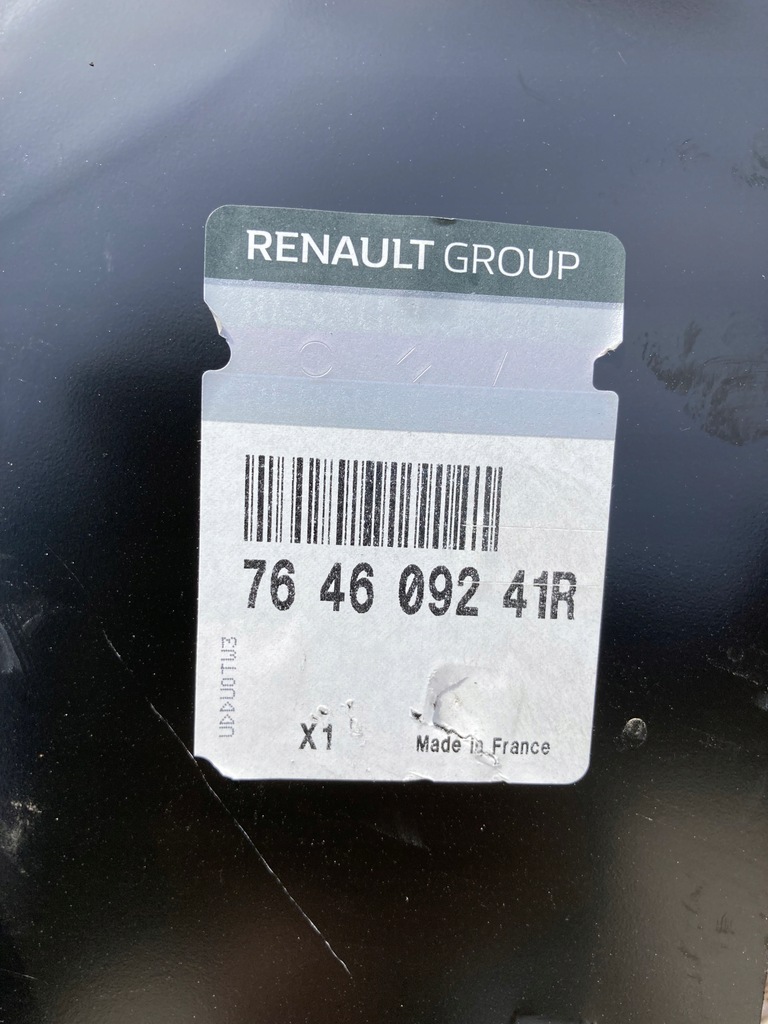 RENAULT GROUP
76 46 092 41R
X1
Made in France